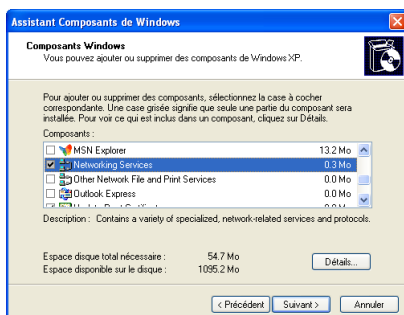 Assistant Composants de Windows
Composants Windows
Vous pouvez ajouter ou supprimer des composants de Windows XP.
Pour ajouter ou supprimer des composants, sélectionnez la case à cocher
correspondante. Une case grisée signifie que seule une partie du composant sera
installée. Pour voir ce qui est inclus dans un composant, cliquez sur Détails.
Composants :
MSN Explorer 13.2 Mo
Networking Services 0.3 Mo
Other Network File and Print Services 0.0 Mo
Outlook Express 0.0 Mo
Description : Contains a variety of specialized, network-related services and protocols.
Espace disque total nécessaire : 54.7 Mo
Espace disponible sur le disque : 1095.2 Mo
Détails...
< Précédent Suivant > Annuler